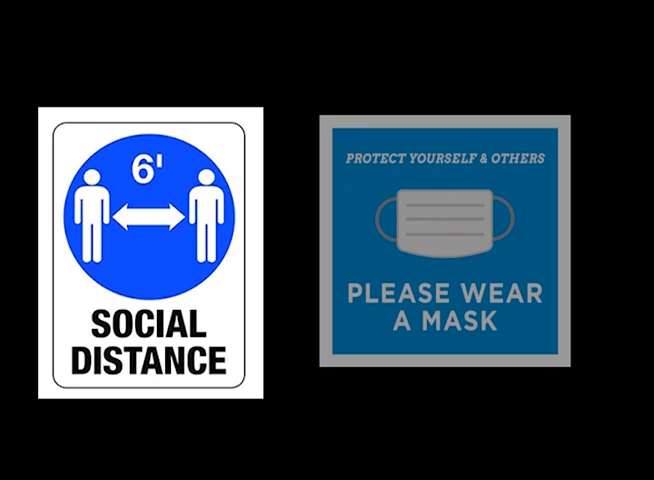 6'
SOCIAL
DISTANCE
PROTECT YOURSELF & OTHERS
PLEASE WEAR
A MASK